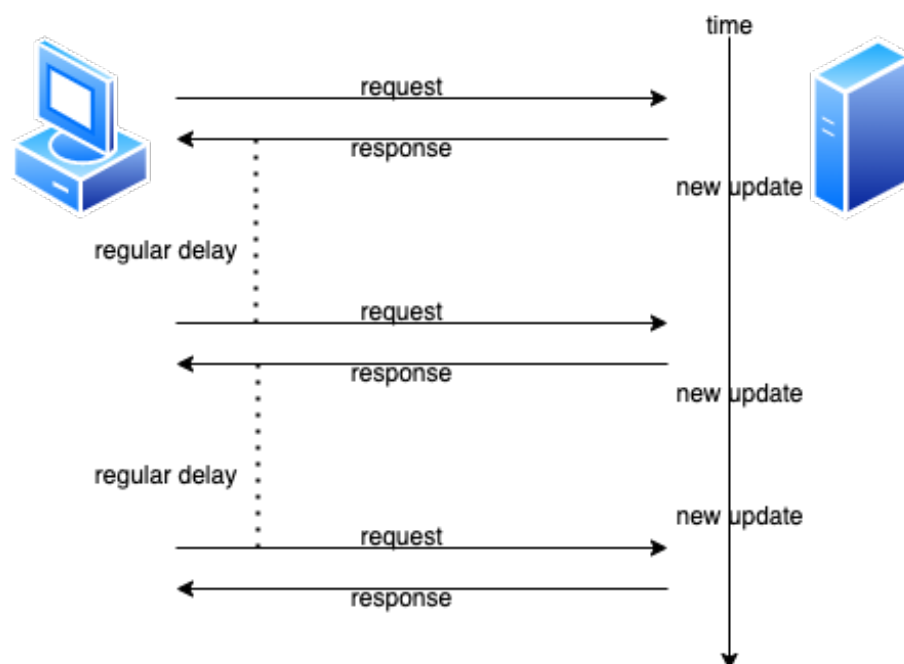 time
request
response
new update
regular delay
request
response
new update
regular delay
new update
request
response